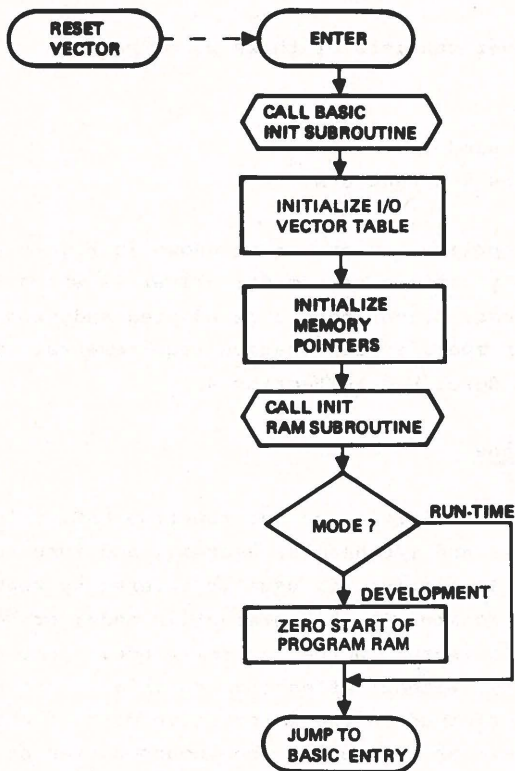 RESET
VECTOR
ENTER
CALL BASIC
INIT SUBROUTINE
INITIALIZE I/O
VECTOR TABLE
INITIALIZE
MEMORY
POINTERS
CALL INIT
RAM SUBROUTINE
MODE ?
RUN-TIME
DEVELOPMENT
ZERO START OF
PROGRAM RAM
JUMP TO
BASIC ENTRY